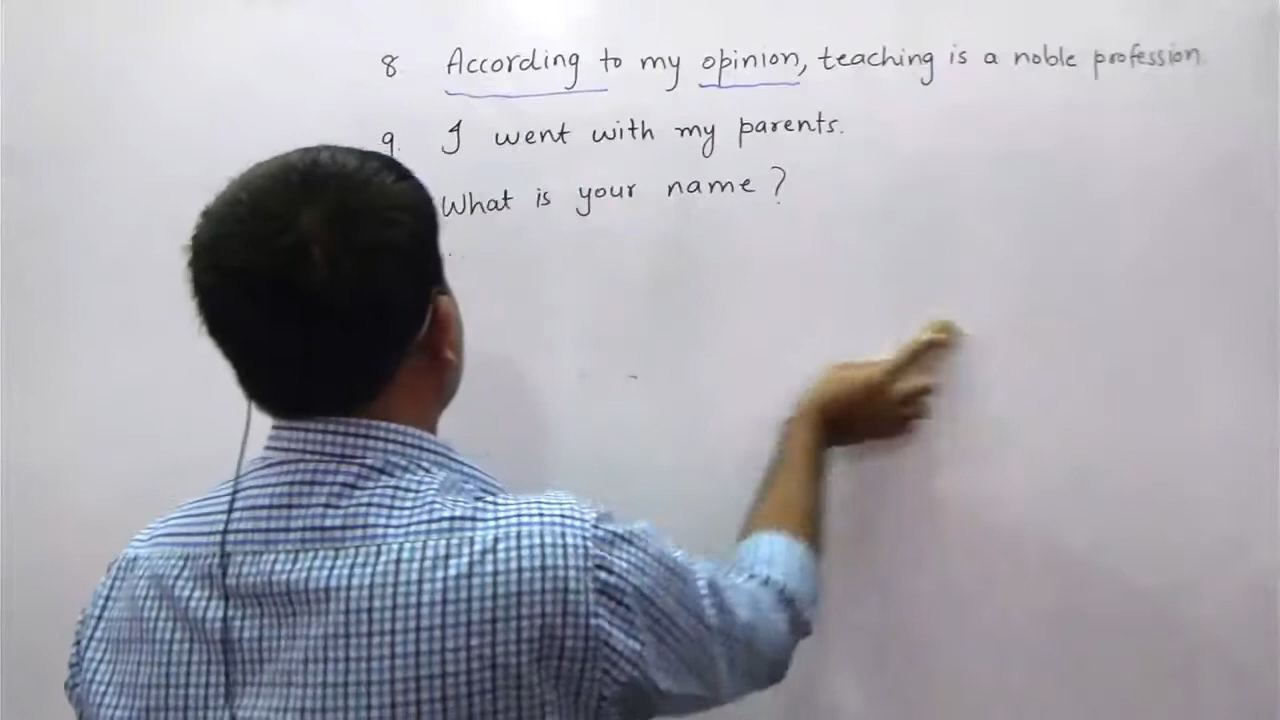 8 According to my opinion, teaching is a noble profession
9. I went with my parents.
What is your name?